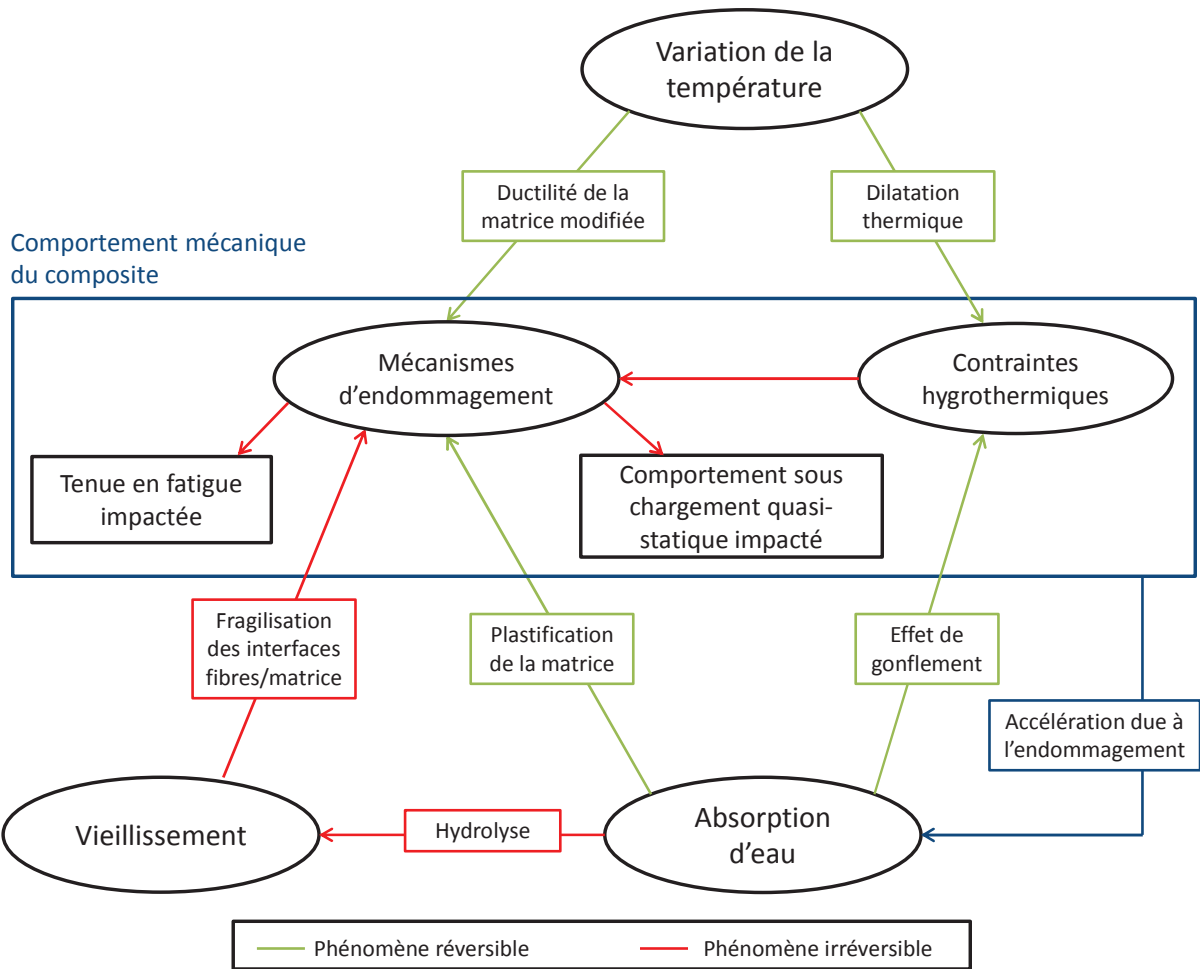 Variation de la
température
Ductilité de la
matrice modifiée
Dilatation
thermique
Comportement mécanique
du composite
Mécanismes
d'endommagement
Contraintes
hygrothermiques
Tenue en fatigue
impactée
Comportement sous
chargement quasi-
statique impacté
Fragilisation
des interfaces
fibres/matrice
Plastification
de la matrice
Effet de
gonflement
Accélération due à
l'endommagement
Vieillissement
Hydrolyse
Absorption
d'eau
Phénomène réversible
Phénomène irréversible